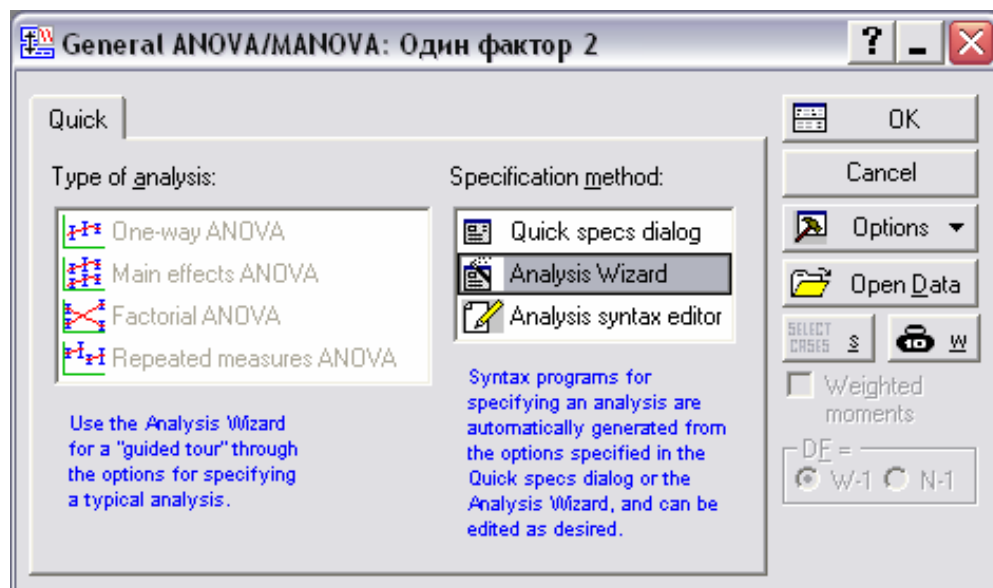 General ANOVA/MANOVA: Один фактор 2
Quick
Type of analysis:
One-way ANOVA
Main effects ANOVA
Factorial ANOVA
Repeated measures ANOVA
Use the Analysis Wizard
for a "guided tour" through
the options for specifying
a typical analysis.
Specification method:
Quick specs dialog
Analysis Wizard
Analysis syntax editor
Syntax programs for
specifying an analysis are
automatically generated from
the options specified in the
Quick specs dialog or the
Analysis Wizard, and can be
edited as desired.
OK
Cancel
Options
Open Data
SELECT
CASES S
W
Weighted
moments
DF =
W-1 N-1